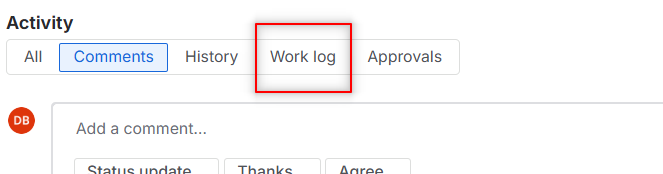 Activity
All Comments History Work log Approvals
DB
Add a comment...
Status update... Thanks... Agree...